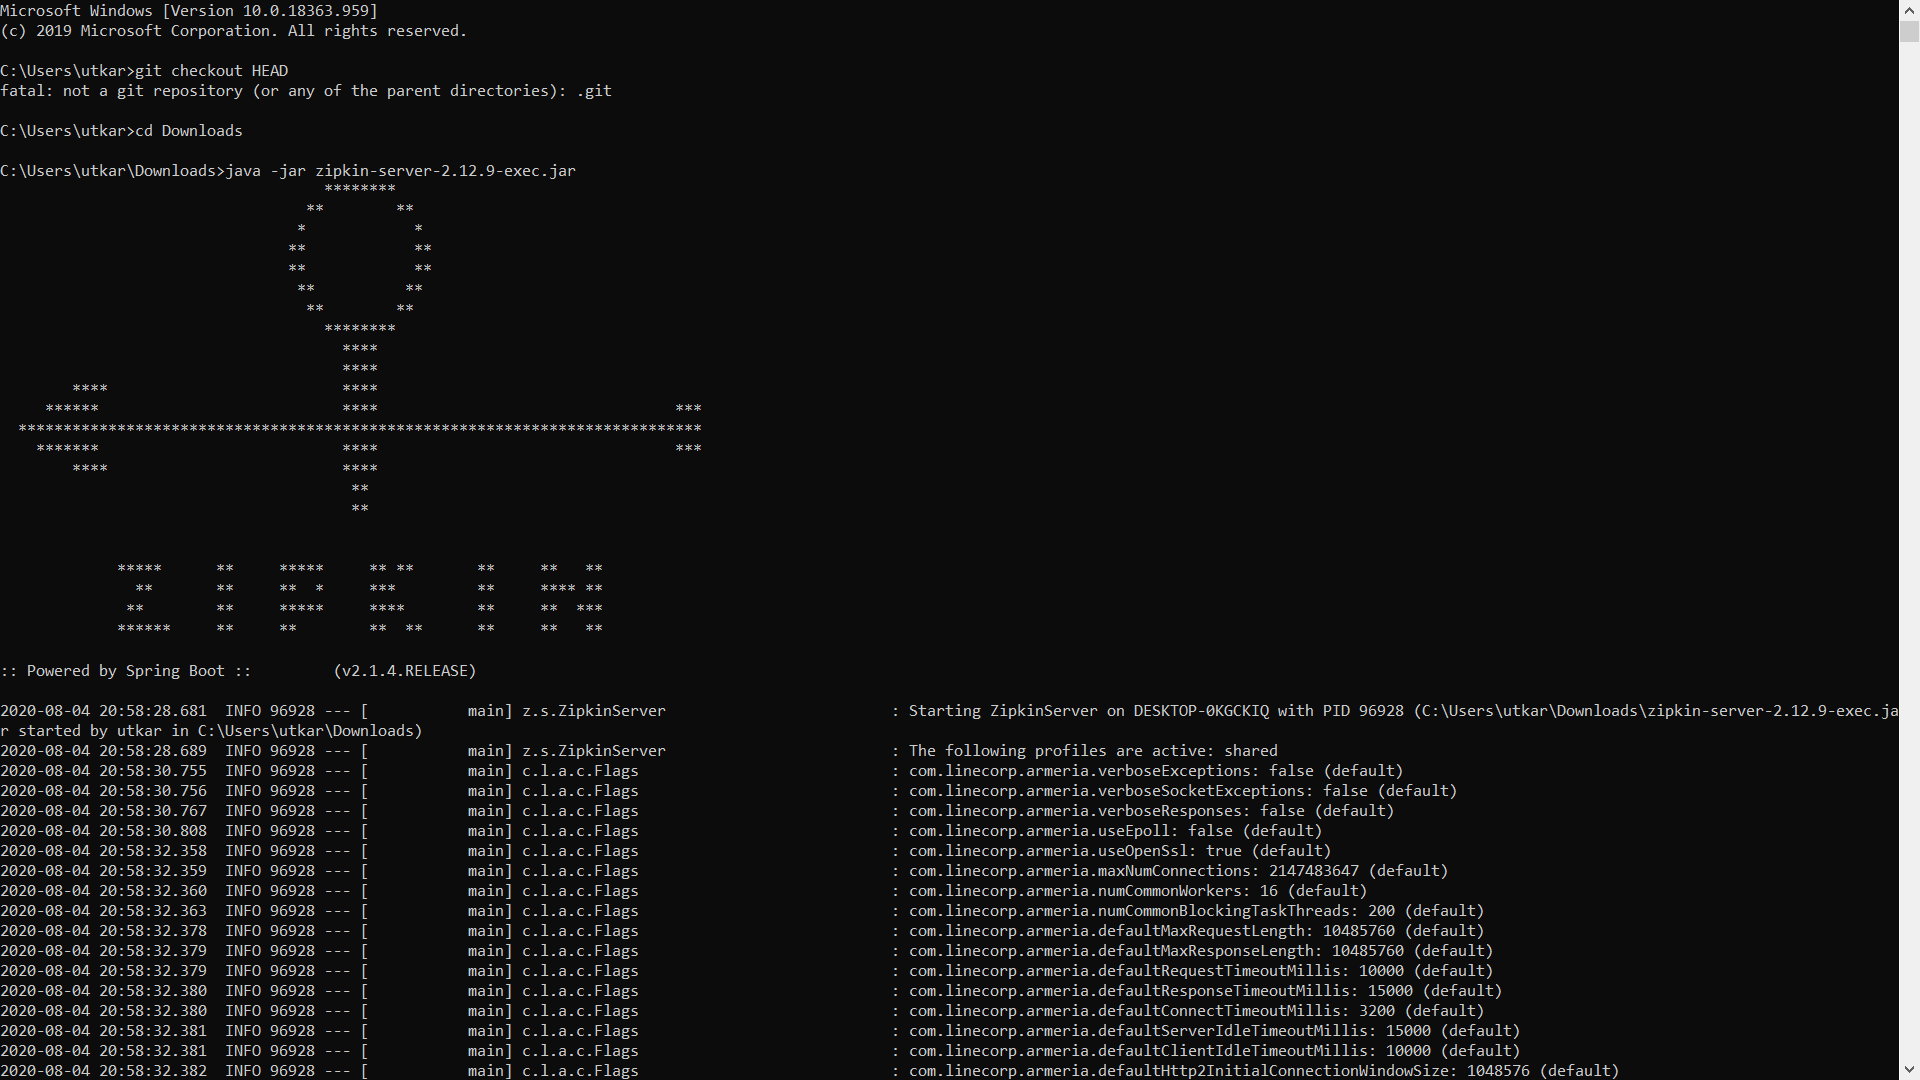 Microsoft Windows [Version 10.0.18363.959]
(c) 2019 Microsoft Corporation. All rights reserved.
C:\Users\utkar>git checkout HEAD
fatal: not a git repository (or any of the parent directories): .git
C:\Users\utkar>cd Downloads
C:\Users\utkar\Downloads>java -jar zipkin-server-2.12.9-exec.jar
ZIPKIN
:: Powered by Spring Boot ::         (v2.1.4.RELEASE)
2020-08-04 20:58:28.681  INFO 96928 --- [           main] z.s.ZipkinServer                         : Starting ZipkinServer on DESKTOP-0KGCKIQ with PID 96928 (C:\Users\utkar\Downloads\zipkin-server-2.12.9-exec.ja
r started by utkar in C:\Users\utkar\Downloads)
2020-08-04 20:58:28.689  INFO 96928 --- [           main] z.s.ZipkinServer                         : The following profiles are active: shared
2020-08-04 20:58:30.755  INFO 96928 --- [           main] c.l.a.c.Flags                            : com.linecorp.armeria.verboseExceptions: false (default)
2020-08-04 20:58:30.756  INFO 96928 --- [           main] c.l.a.c.Flags                            : com.linecorp.armeria.verboseSocketExceptions: false (default)
2020-08-04 20:58:30.767  INFO 96928 --- [           main] c.l.a.c.Flags                            : com.linecorp.armeria.verboseResponses: false (default)
2020-08-04 20:58:30.808  INFO 96928 --- [           main] c.l.a.c.Flags                            : com.linecorp.armeria.useEpoll: false (default)
2020-08-04 20:58:32.358  INFO 96928 --- [           main] c.l.a.c.Flags                            : com.linecorp.armeria.useOpenSsl: true (default)
2020-08-04 20:58:32.359  INFO 96928 --- [           main] c.l.a.c.Flags                            : com.linecorp.armeria.maxNumConnections: 2147483647 (default)
2020-08-04 20:58:32.360  INFO 96928 --- [           main] c.l.a.c.Flags                            : com.linecorp.armeria.numCommonWorkers: 16 (default)
2020-08-04 20:58:32.363  INFO 96928 --- [           main] c.l.a.c.Flags                            : com.linecorp.armeria.numCommonBlockingTaskThreads: 200 (default)
2020-08-04 20:58:32.378  INFO 96928 --- [           main] c.l.a.c.Flags                            : com.linecorp.armeria.defaultMaxRequestLength: 10485760 (default)
2020-08-04 20:58:32.379  INFO 96928 --- [           main] c.l.a.c.Flags                            : com.linecorp.armeria.defaultMaxResponseLength: 10485760 (default)
2020-08-04 20:58:32.379  INFO 96928 --- [           main] c.l.a.c.Flags                            : com.linecorp.armeria.defaultRequestTimeoutMillis: 10000 (default)
2020-08-04 20:58:32.380  INFO 96928 --- [           main] c.l.a.c.Flags                            : com.linecorp.armeria.defaultResponseTimeoutMillis: 15000 (default)
2020-08-04 20:58:32.380  INFO 96928 --- [           main] c.l.a.c.Flags                            : com.linecorp.armeria.defaultConnectTimeoutMillis: 3200 (default)
2020-08-04 20:58:32.381  INFO 96928 --- [           main] c.l.a.c.Flags                            : com.linecorp.armeria.defaultServerIdleTimeoutMillis: 15000 (default)
2020-08-04 20:58:32.381  INFO 96928 --- [           main] c.l.a.c.Flags                            : com.linecorp.armeria.defaultClientIdleTimeoutMillis: 10000 (default)
2020-08-04 20:58:32.382  INFO 96928 --- [           main] c.l.a.c.Flags                            : com.linecorp.armeria.defaultHttp2InitialConnectionWindowSize: 1048576 (default)